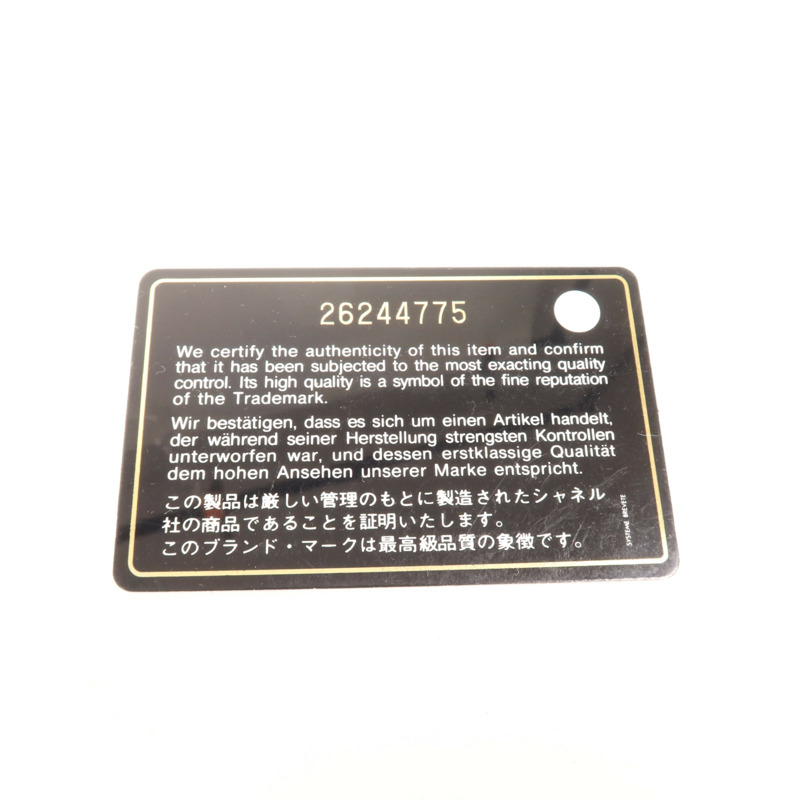 26244775
We certify the authenticity of this item and confirm
that it has been subjected to the most exacting quality
control. Its high quality is a symbol of the fine reputation
of the Trademark.
Wir bestätigen, dass es sich um einen Artikel handelt,
der während seiner Herstellung strengsten Kontrollen
unterworfen war, und dessen erstklassige Qualität
dem hohen Ansehen unserer Marke entspricht.
この製品は厳しい管理のもとに製造されたシャネル
社の商品であることを証明いたします。
このブランド・マークは最高級品質の象徴です。
SYSTEME BREVETE